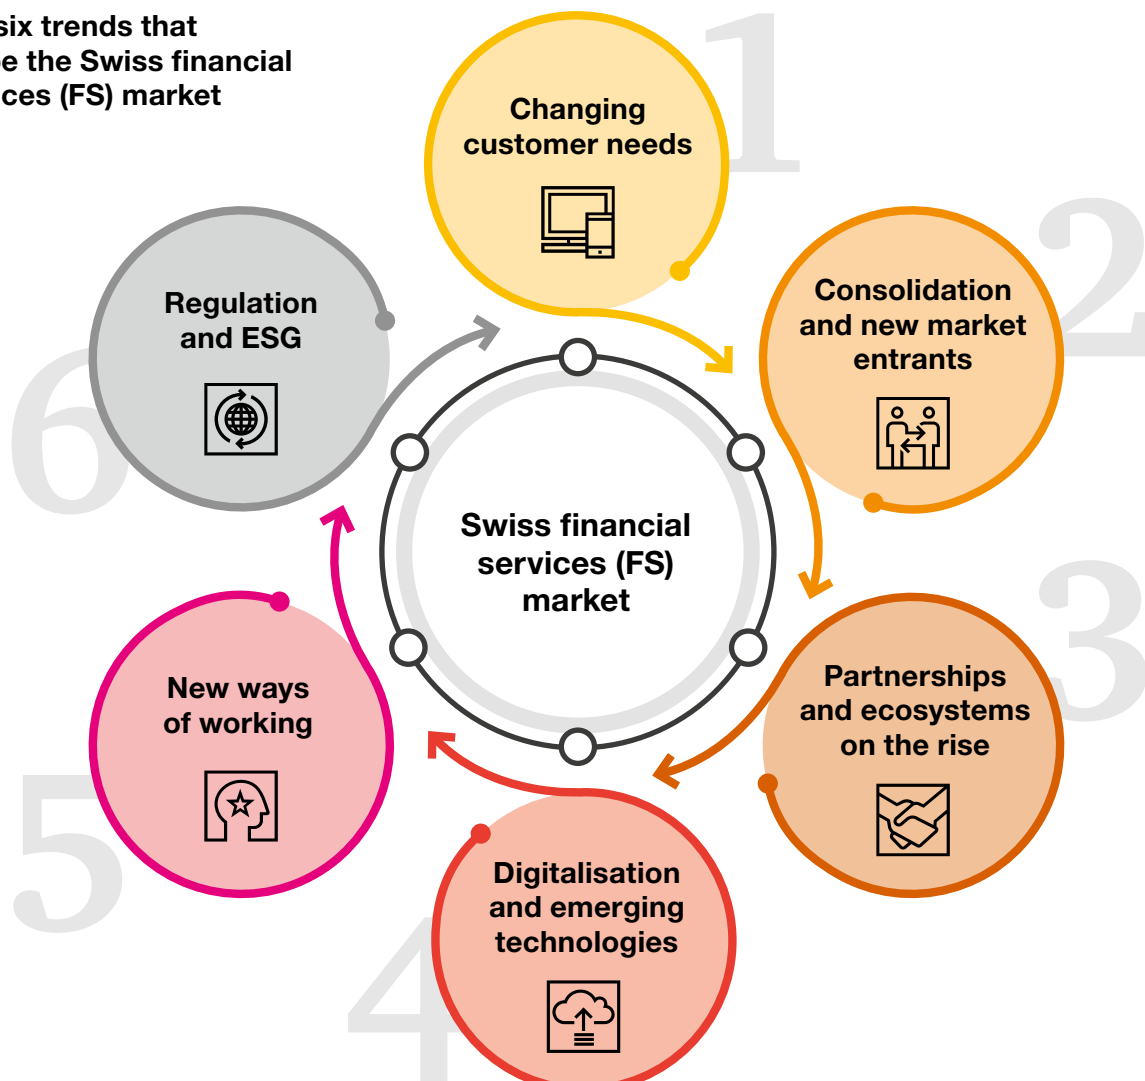 six trends that
the Swiss financial
(FS) market
1
Changing
customer needs
2
Consolidation
and new market
entrants
3
Partnerships
and ecosystems
on the rise
4
Digitalisation
and emerging
technologies
5
New ways
of working
6
Regulation
and ESG
Swiss financial
services (FS)
market